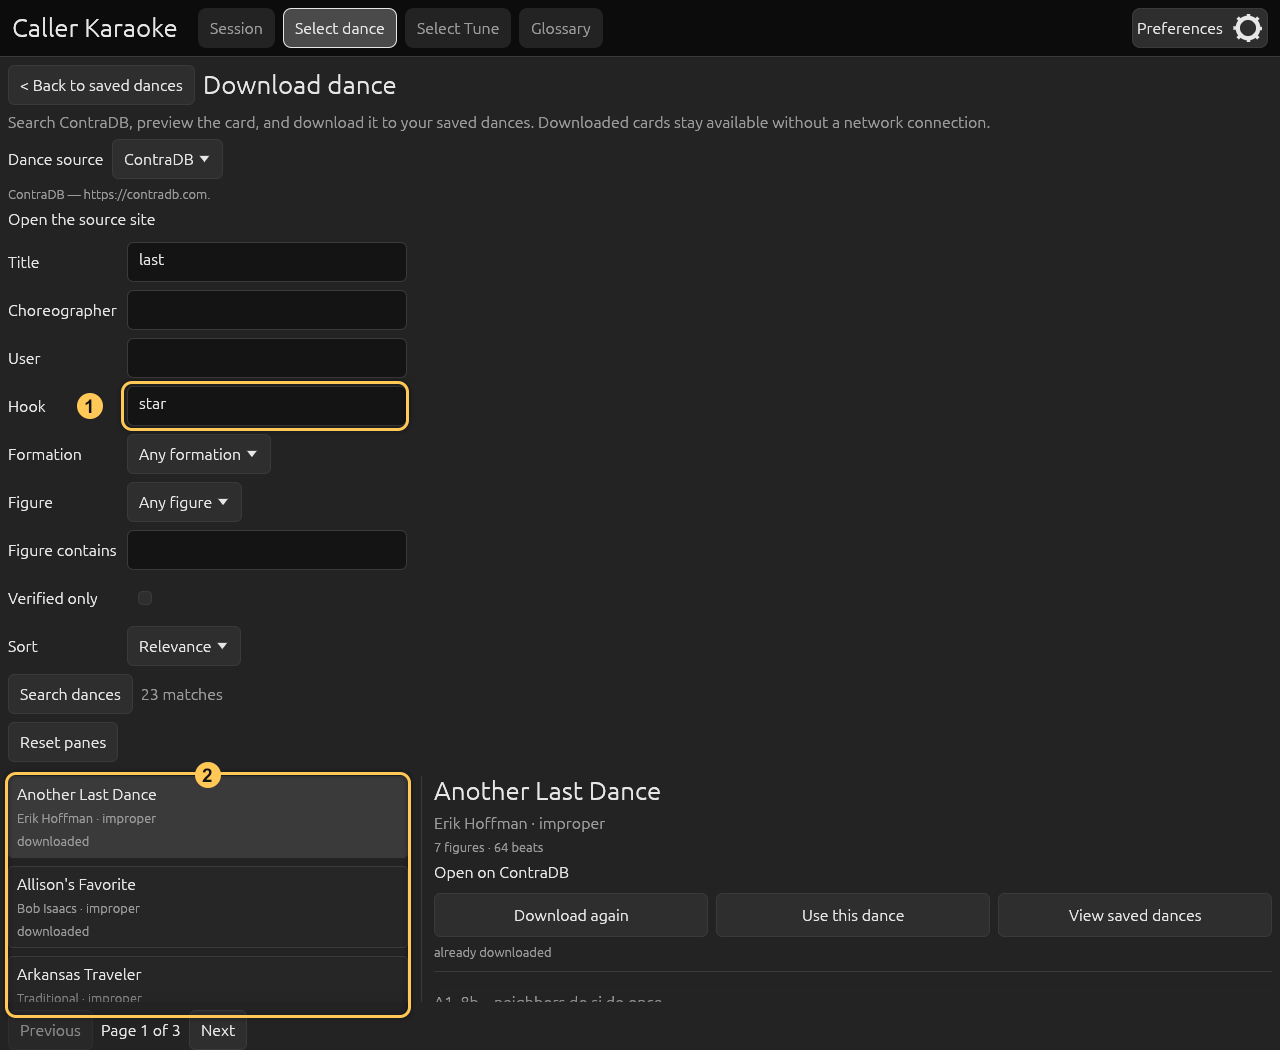 Caller Karaoke Session Select dance Select Tune Glossary Preferences
< Back to saved dances Download dance
Search ContraDB, preview the card, and download it to your saved dances. Downloaded cards stay available without a network connection.
Dance source ContraDB
ContraDB — https://contradb.com.
Open the source site
Title last
Choreographer
User
Hook 1 star
Formation Any formation
Figure Any figure
Figure contains
Verified only
Sort Relevance
Search dances 23 matches
Reset panes
2
Another Last Dance
Erik Hoffman · improper
downloaded
Allison's Favorite
Bob Isaacs · improper
downloaded
Arkansas Traveler
Traditional · improper
Previous Page 1 of 3 Next
Another Last Dance
Erik Hoffman · improper
7 figures · 64 beats
Open on ContraDB
Download again Use this dance View saved dances
already downloaded